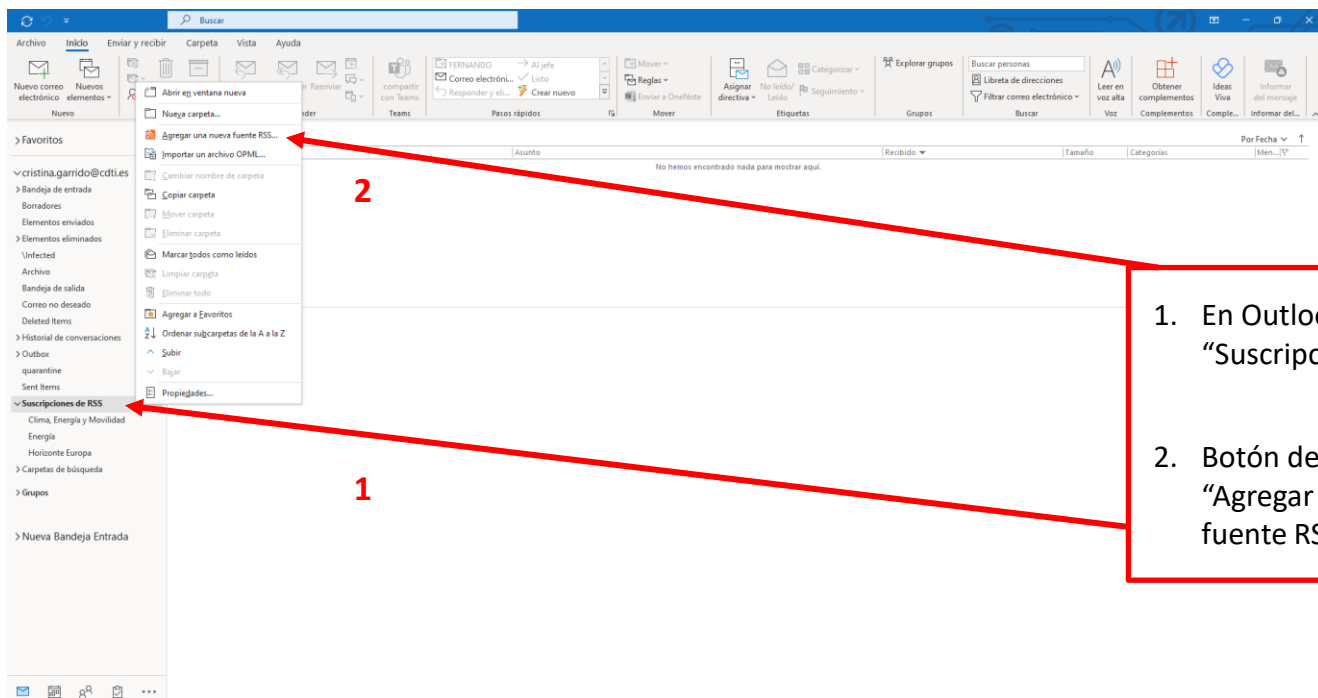 Buscar
Archivo Inicio Enviar y recibir Carpeta Vista Ayuda
Nuevo correo electrónico
Nuevos elementos
Nuevo
Reenviar
compartir con Teams
Teams
FERNANDO
Al jefe
Correo electróni...
Listo
Responder y eli...
Crear nuevo
Pasos rápidos
Mover
Reglas
Enviar a OneNote
Mover
Asignar directiva
No leído/ Leído
Categorizar
Seguimiento
Etiquetas
Explorar grupos
Grupos
Buscar personas
Libreta de direcciones
Filtrar correo electrónico
Buscar
Leer en voz alta
Voz
Obtener complementos
Complementos
Ideas Viva
Comple...
Informar del mensaje
Informar del...
Favoritos
cristina.garrido@cdti.es
Bandeja de entrada
Borradores
Elementos enviados
Elementos eliminados
\Infected
Archivo
Bandeja de salida
Correo no deseado
Deleted Items
Historial de conversaciones
Outbox
quarantine
Sent Items
Suscripciones de RSS
Clima, Energía y Movilidad
Energía
Horizonte Europa
Carpetas de búsqueda
Grupos
Nueva Bandeja Entrada
Abrir en ventana nueva
Nueva carpeta...
Agregar una nueva fuente RSS...
Importar un archivo OPML...
Cambiar nombre de carpeta
Copiar carpeta
Mover carpeta
Eliminar carpeta
Marcar todos como leídos
Limpiar carpeta
Eliminar todo
Agregar a Favoritos
Ordenar subcarpetas de la A a la Z
Subir
Bajar
Propiedades...
Por Fecha
Asunto Recibido Tamaño Categorías Men...
No hemos encontrado nada para mostrar aquí.
2
1
1. En
“
2. Botón
“Agregar
fuente